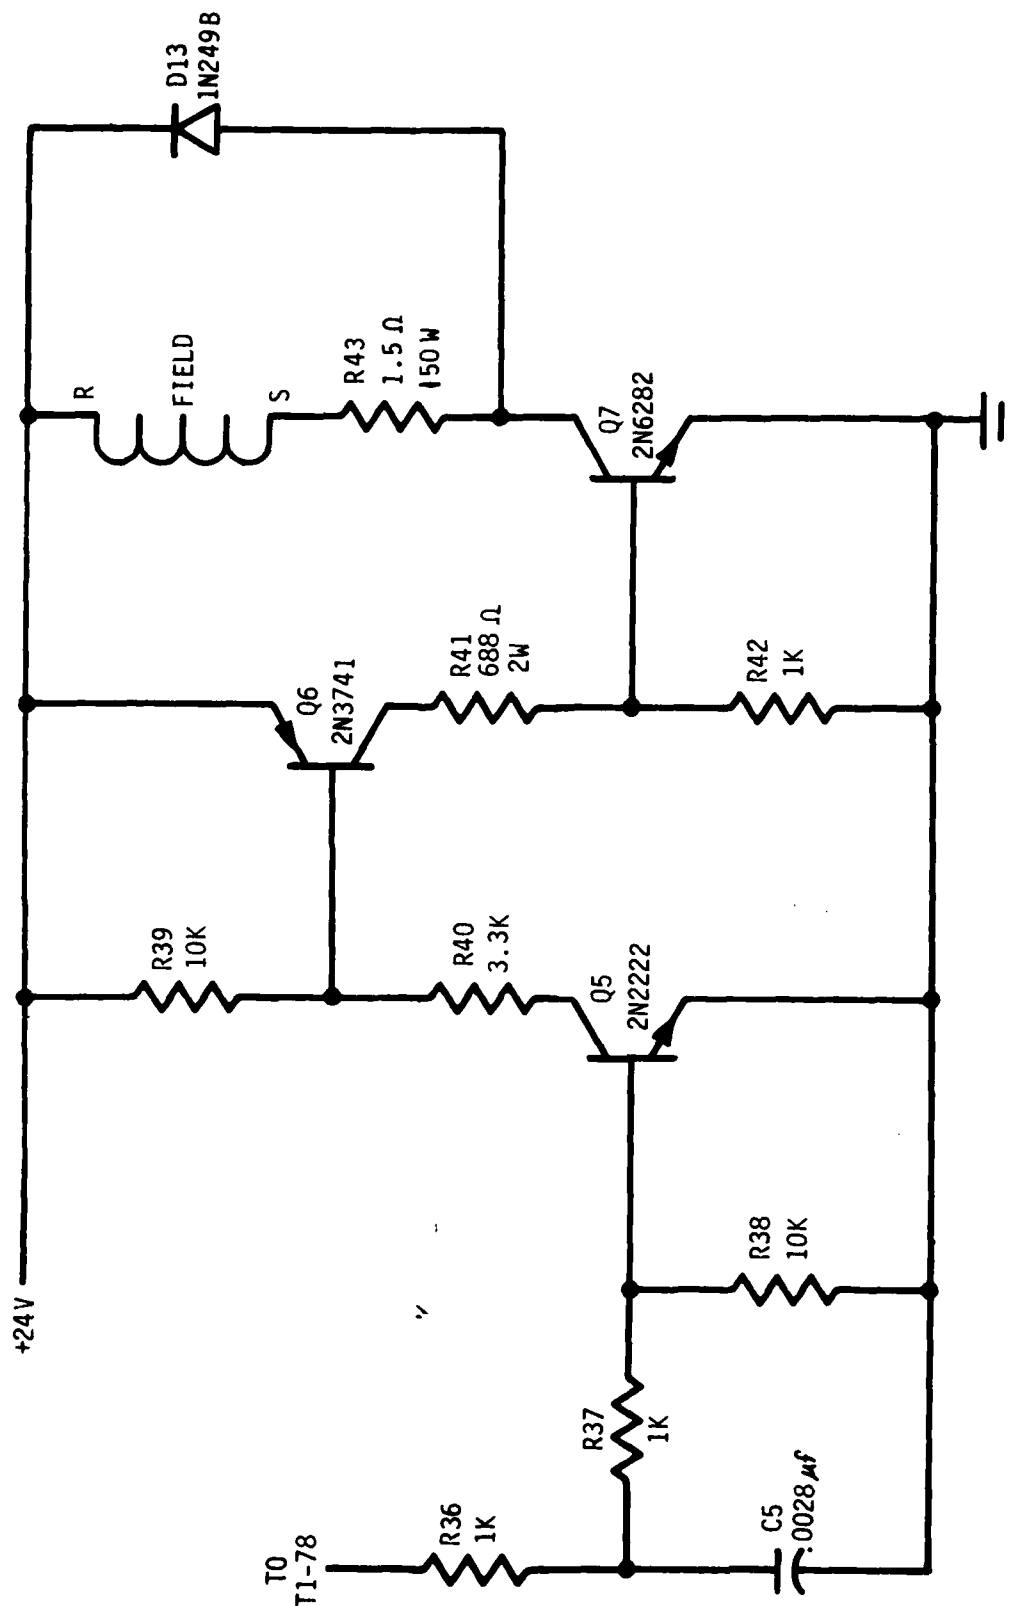 +24V
TO
T1-78
R36
1K
C5
.0028 µf
R37
1K
R38
10K
R39
10K
R40
3.3K
Q5
2N2222
Q6
2N3741
R41
688 Ω
2W
R42
1K
R
FIELD
S
R43
1.5 Ω
150W
Q7
2N6282
D13
1N249B